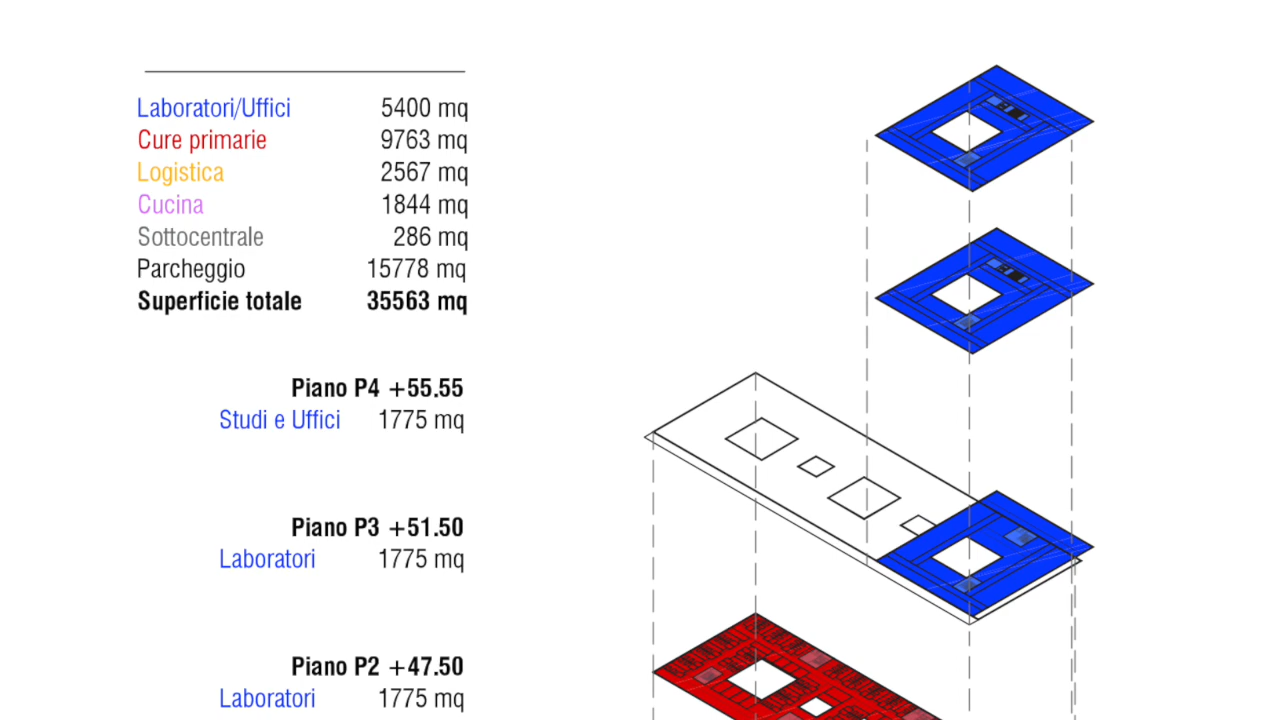 Laboratori/Uffici 5400 mq
Cure primarie 9763 mq
Logistica 2567 mq
Cucina 1844 mq
Sottocentrale 286 mq
Parcheggio 15778 mq
Superficie totale 35563 mq
Piano P4 +55.55
Studi e Uffici 1775 mq
Piano P3 +51.50
Laboratori 1775 mq
Piano P2 +47.50
Laboratori 1775 mq